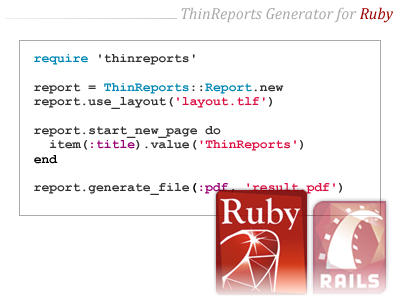 ThinReports Generator for Ruby
require 'thinreports'
report = ThinReports::Report.new
report.use_layout('layout.tlf')
report.start_new_page do
  item(:title).value('ThinReports')
end
report.generate_file(:pdf, 'result.pdf')
Ruby
RAILS